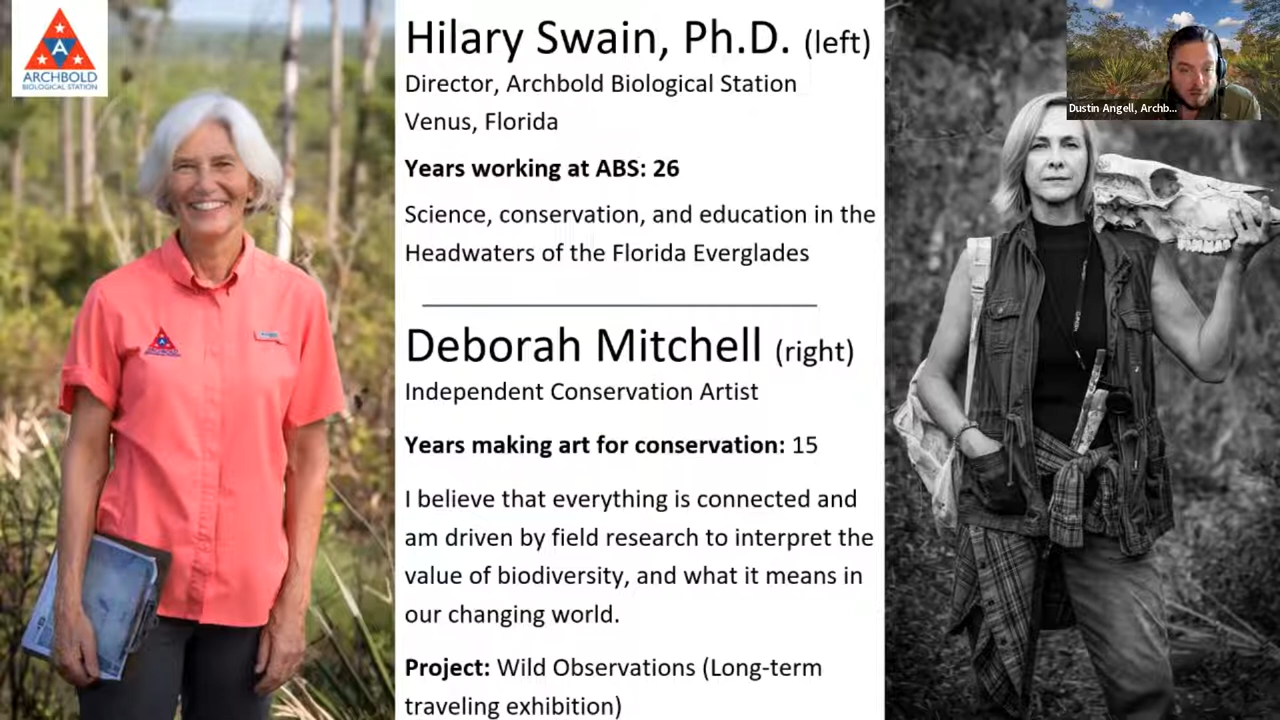 ARCHBOLD
BIOLOGICAL STATION
Hilary Swain, Ph.D. (left)
Director, Archbold Biological Station
Venus, Florida
Years working at ABS: 26
Science, conservation, and education in the
Headwaters of the Florida Everglades
Deborah Mitchell (right)
Independent Conservation Artist
Years making art for conservation: 15
I believe that everything is connected and
am driven by field research to interpret the
value of biodiversity, and what it means in
our changing world.
Project: Wild Observations (Long-term
traveling exhibition)
Dustin Angell, Archb...